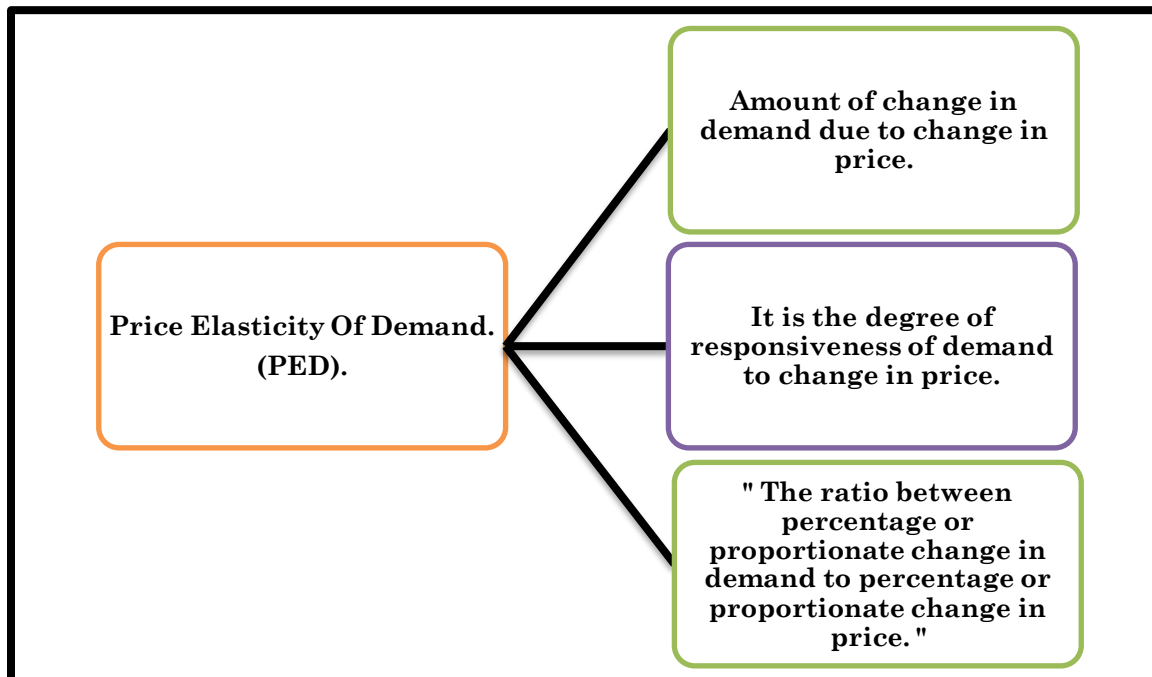 Price Elasticity Of Demand.
(PED).
Amount of change in
demand due to change in
price.
It is the degree of
responsiveness of demand
to change in price.
" The ratio between
percentage or
proportionate change in
demand to percentage or
proportionate change in
price. "